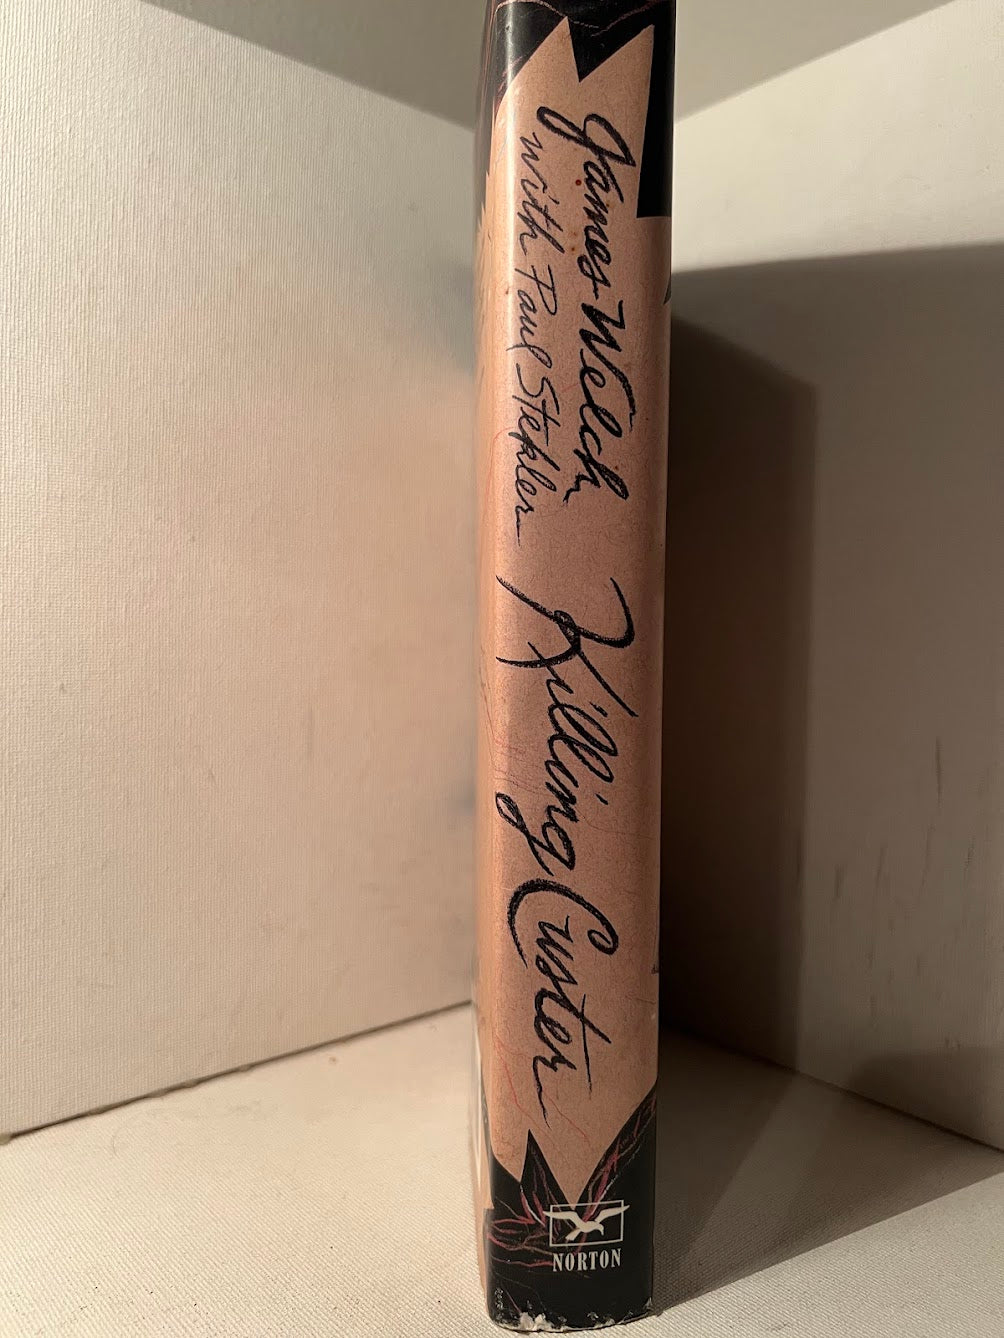 James Welch
with Paul Stekler
Killing Custer
NORTON